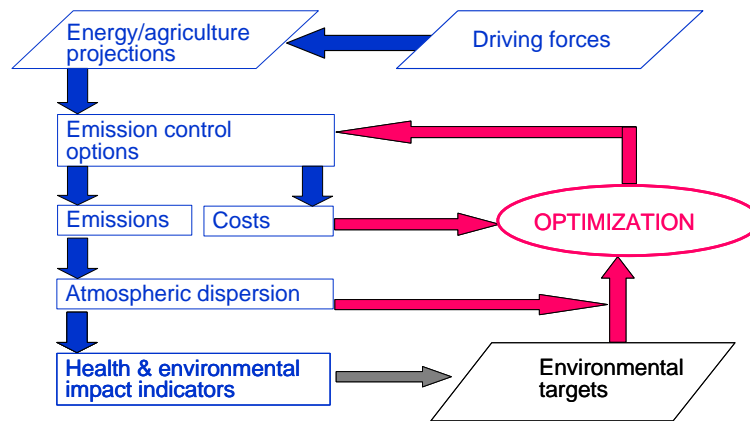 Energy/agriculture
projections
Driving forces
Emission control
options
Emissions
Costs
OPTIMIZATION
Atmospheric dispersion
Health & environmental
impact indicators
Environmental
targets